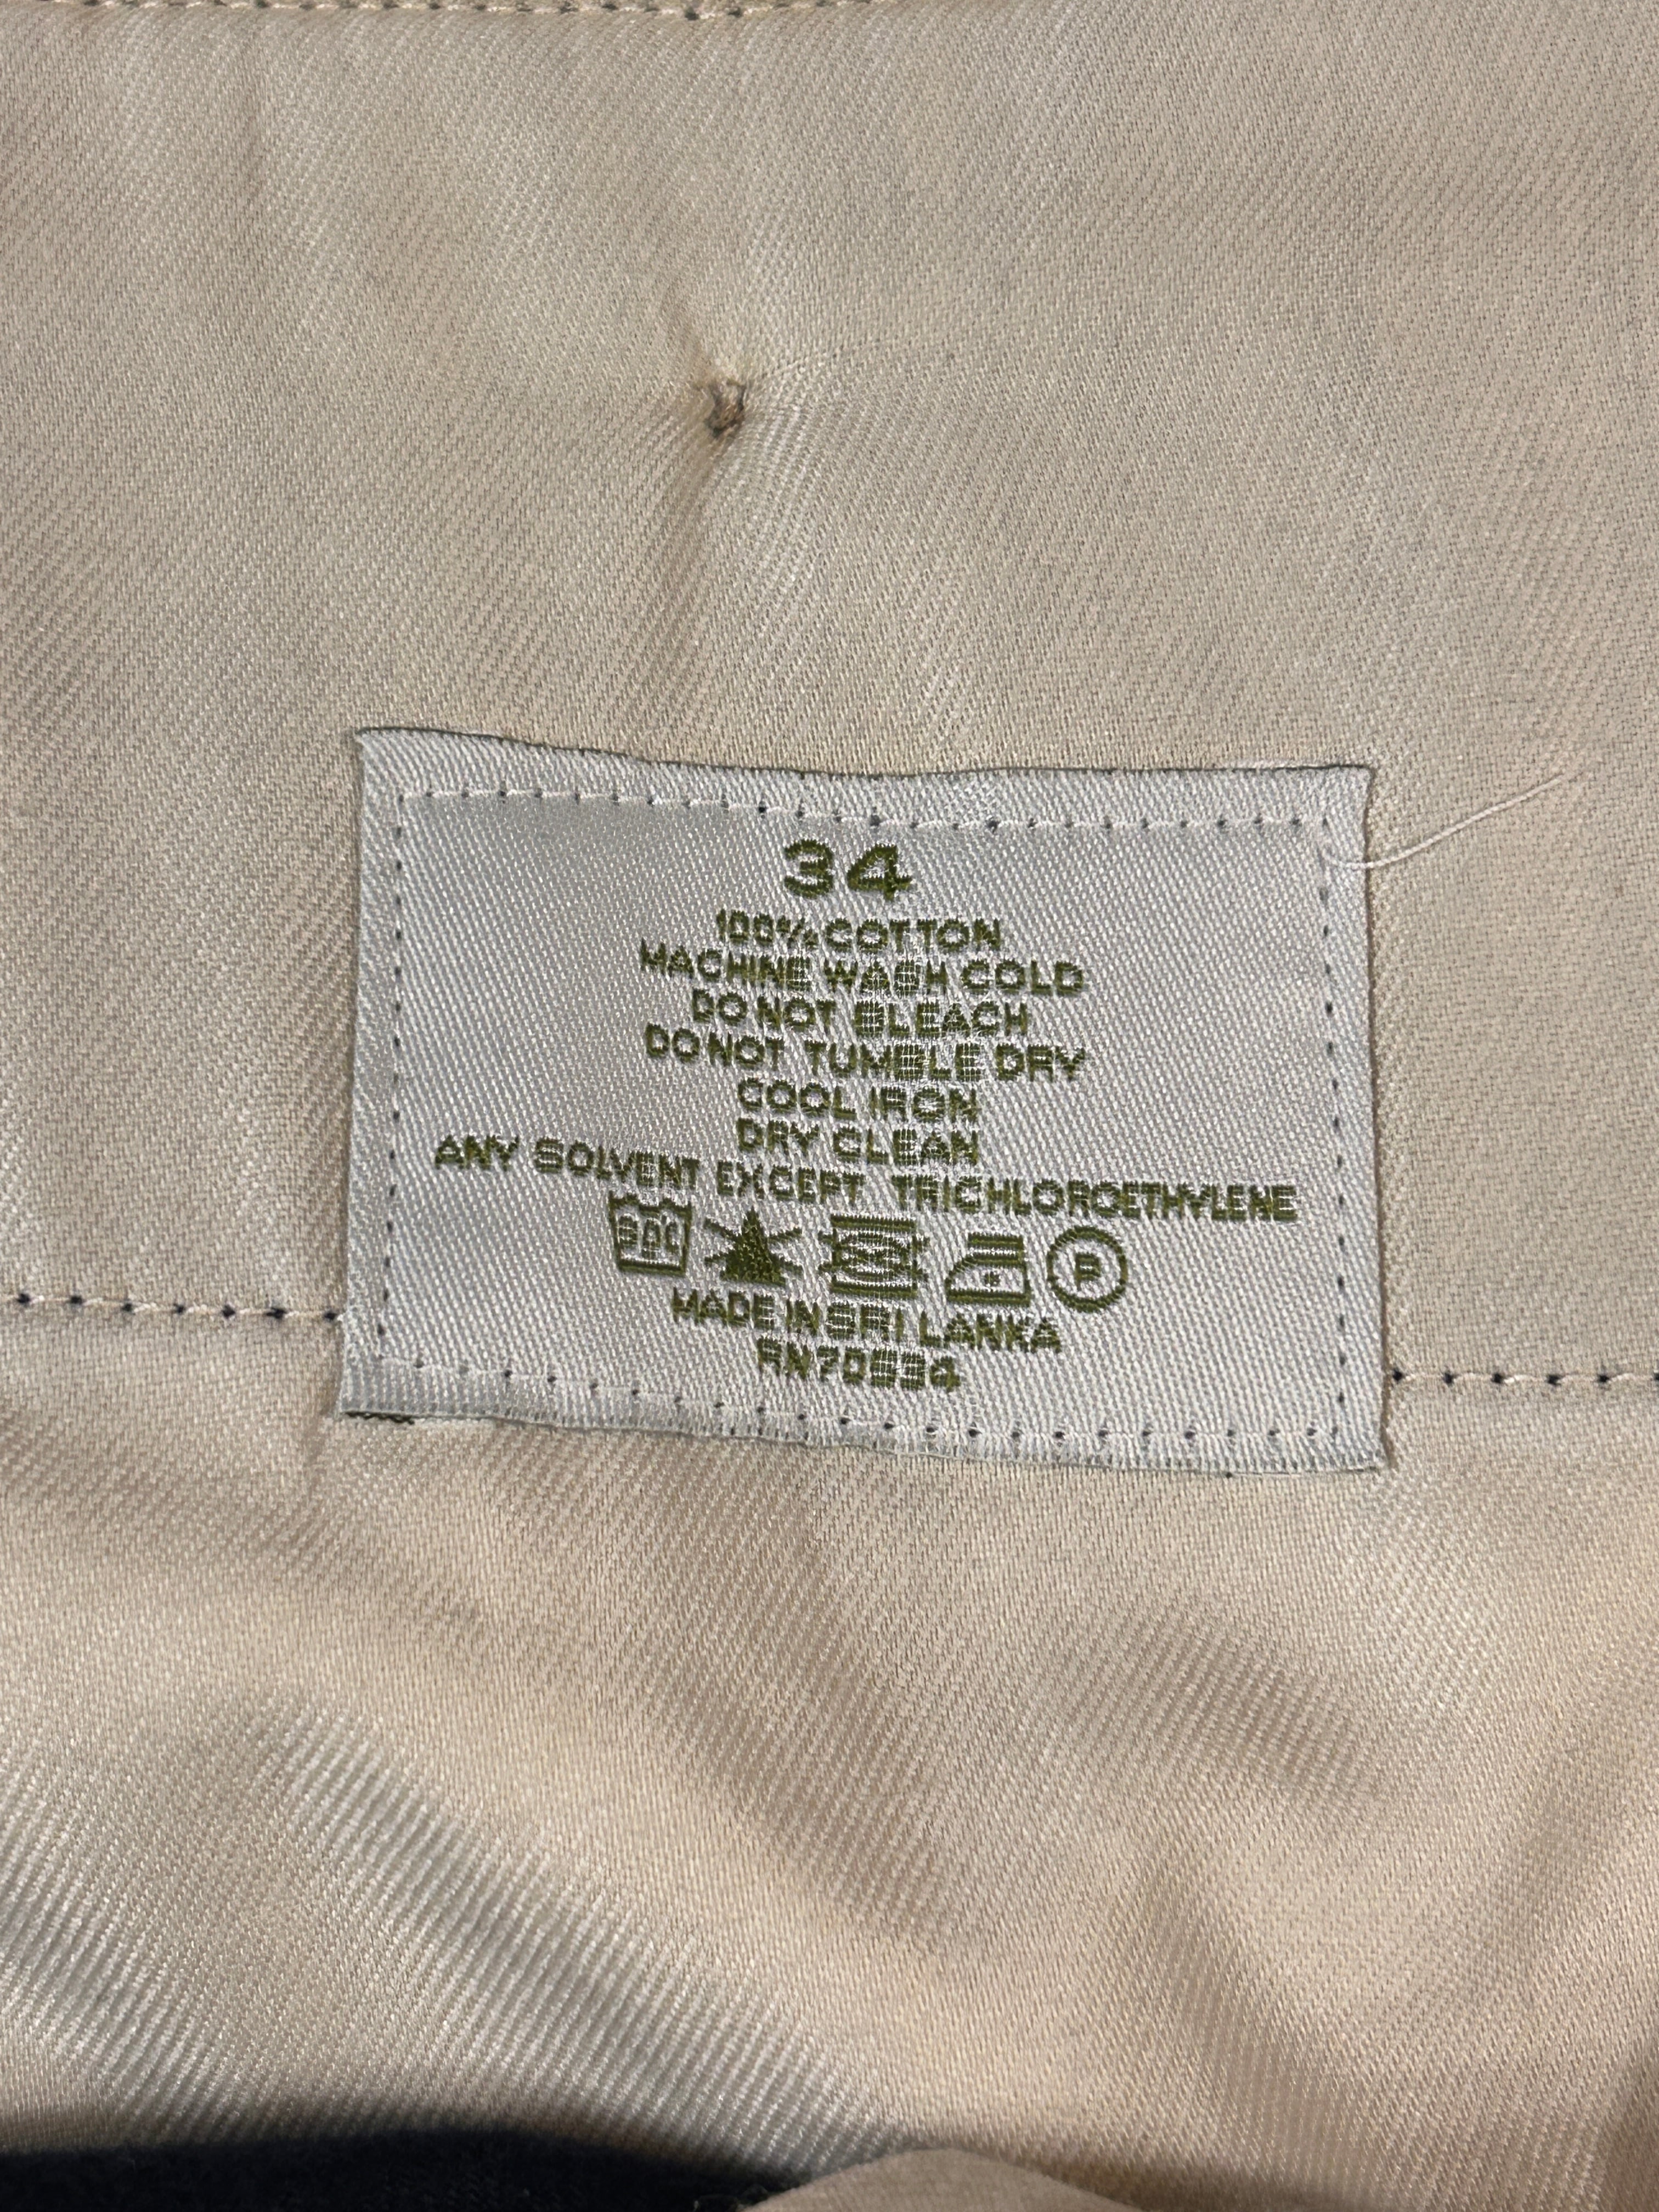 34
100% COTTON
MACHINE WASH COLD
DO NOT BLEACH
DO NOT TUMBLE DRY
COOL IRON
DRY CLEAN
ANY SOLVENT EXCEPT TRICHLOROETHYLENE
30C P
MADE IN SRI LANKA